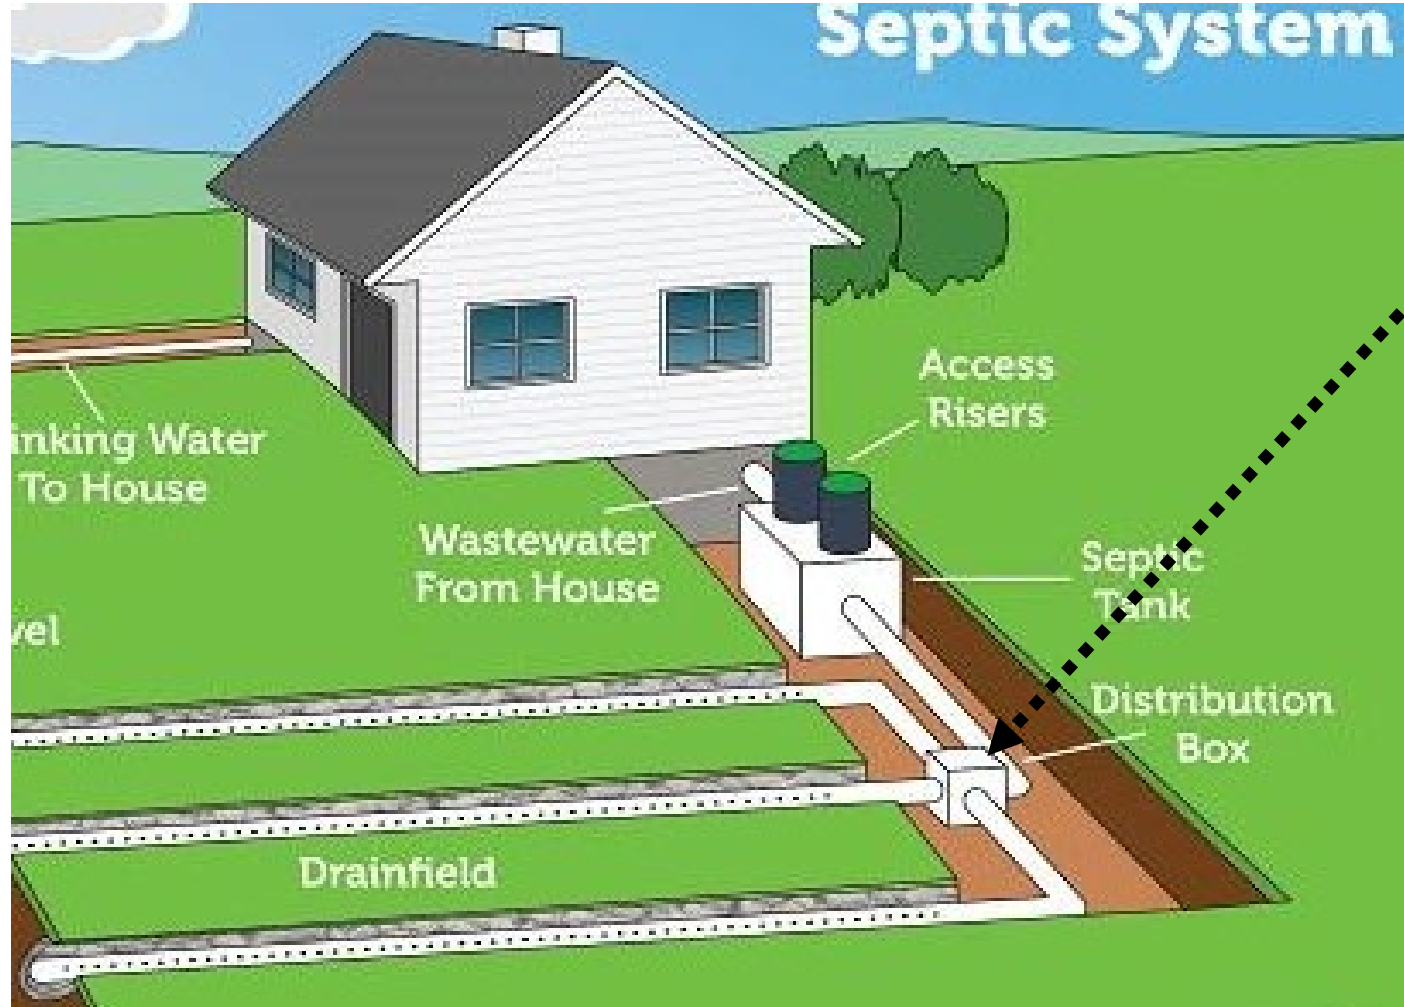 Septic System
Access
Risers
inking Water
To House
Wastewater
From House
Septic
Tank
vel
Distribution
Box
Drainfield